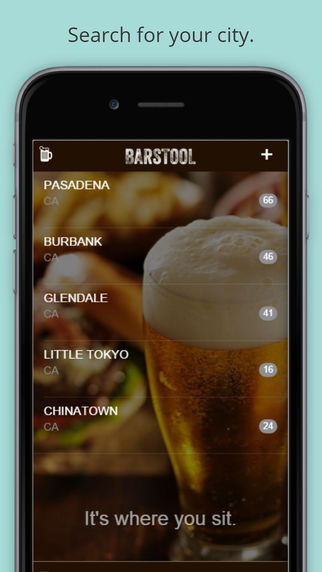 Search for your city.
BARSTOOL
+
PASADENA
CA
66
BURBANK
CA
46
GLENDALE
CA
41
LITTLE TOKYO
CA
16
CHINATOWN
CA
24
It's where you sit.